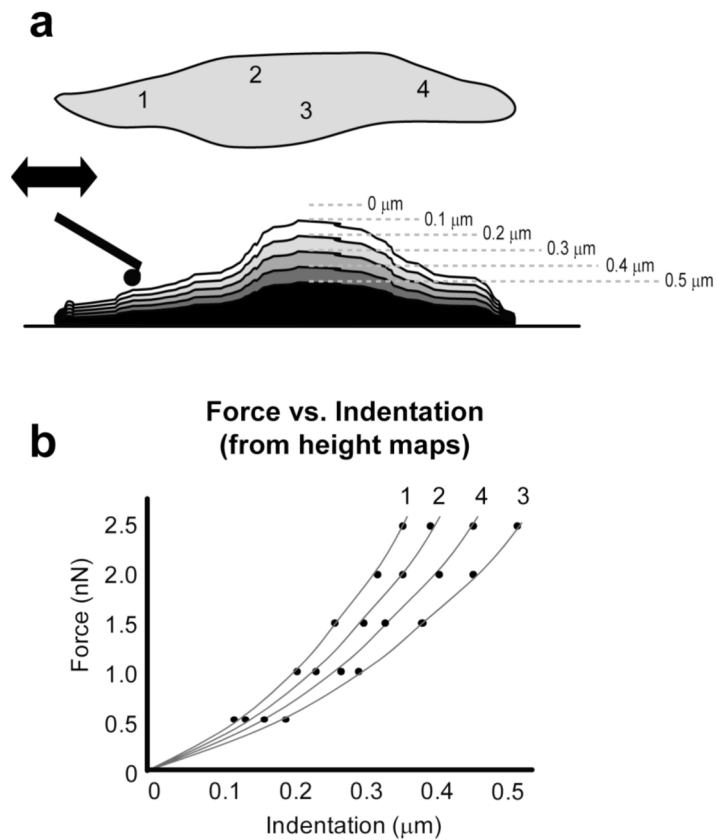 a
1
2
3
4
0 µm
0.1 µm
0.2 µm
0.3 µm
0.4 µm
0.5 µm
b
Force vs. Indentation
(from height maps)
1 2 4 3
Force (nN)
2.5
2.0
1.5
1.0
0.5
0
0 0.1 0.2 0.3 0.4 0.5
Indentation (µm)